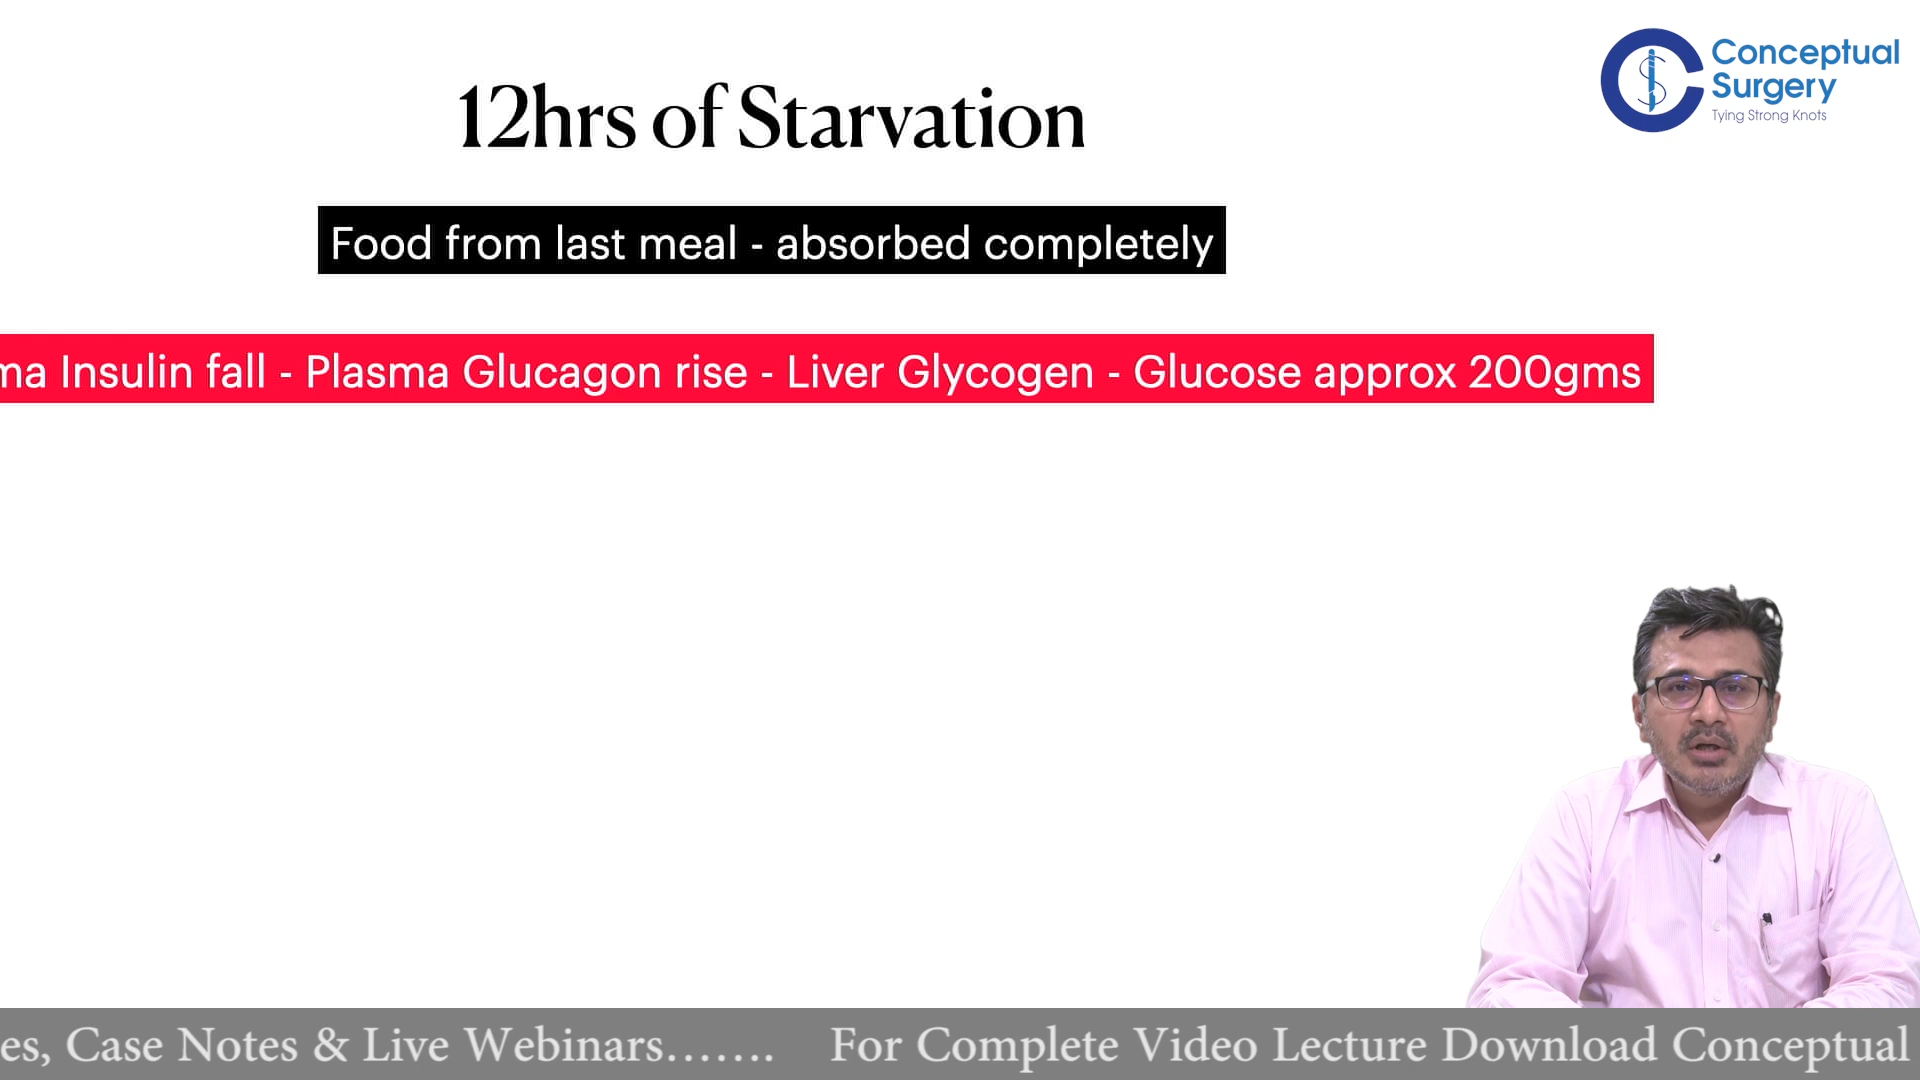 12hrs of Starvation
Conceptual
Surgery
Tying Strong Knots
Food from last meal - absorbed completely
ma Insulin fall - Plasma Glucagon rise - Liver Glycogen - Glucose approx 200gms
es, Case Notes & Live Webinars....... For Complete Video Lecture Download Conceptual